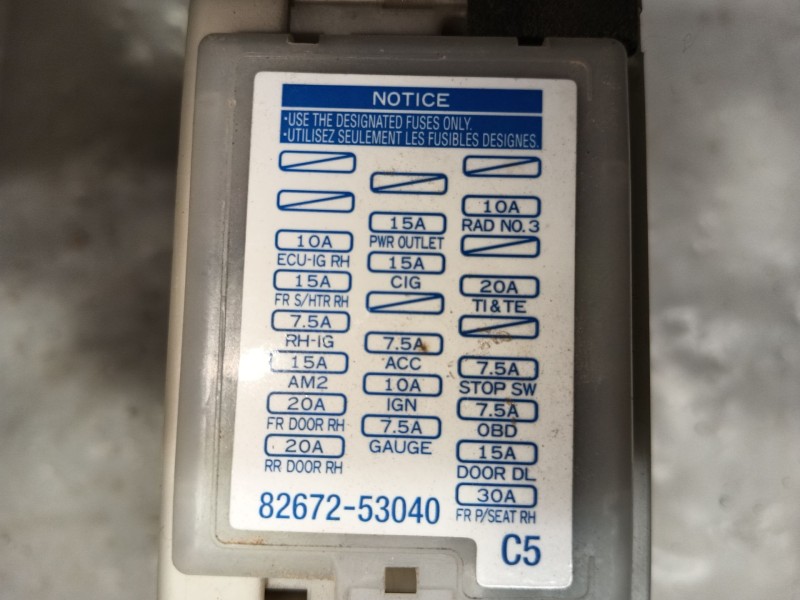 NOTICE
·USE THE DESIGNATED FUSES ONLY.
·UTILISEZ SEULEMENT LES FUSIBLES DESIGNES.
10A
ECU-IG RH
15A
FR S/HTR RH
7.5A
RH-IG
15A
AM2
20A
FR DOOR RH
20A
RR DOOR RH
15A
PWR OUTLET
15A
CIG
7.5A
ACC
10A
IGN
7.5A
GAUGE
10A
RAD NO.3
20A
TI&TE
7.5A
STOP SW
7.5A
OBD
15A
DOOR DL
30A
FR P/SEAT RH
82672-53040
C5